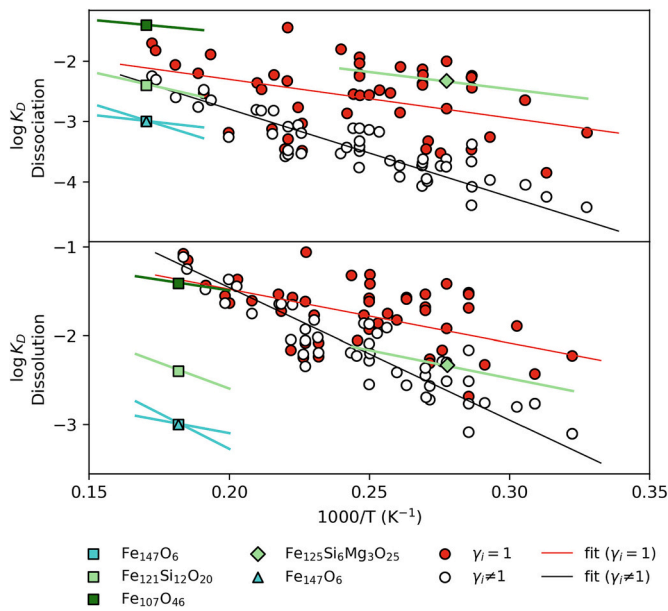 log K_D
Dissociation
−2
−3
−4
log K_D
Dissolution
−1
−2
−3
0.15 0.20 0.25 0.30 0.35
1000/T (K⁻¹)
Fe₁₄₇O₆ Fe₁₂₅Si₆Mg₃O₂₅ γᵢ = 1 fit (γᵢ = 1)
Fe₁₂₁Si₁₂O₂₀ Fe₁₄₇O₆ γᵢ≠1 fit (γᵢ≠1)
Fe₁₀₇O₄₆